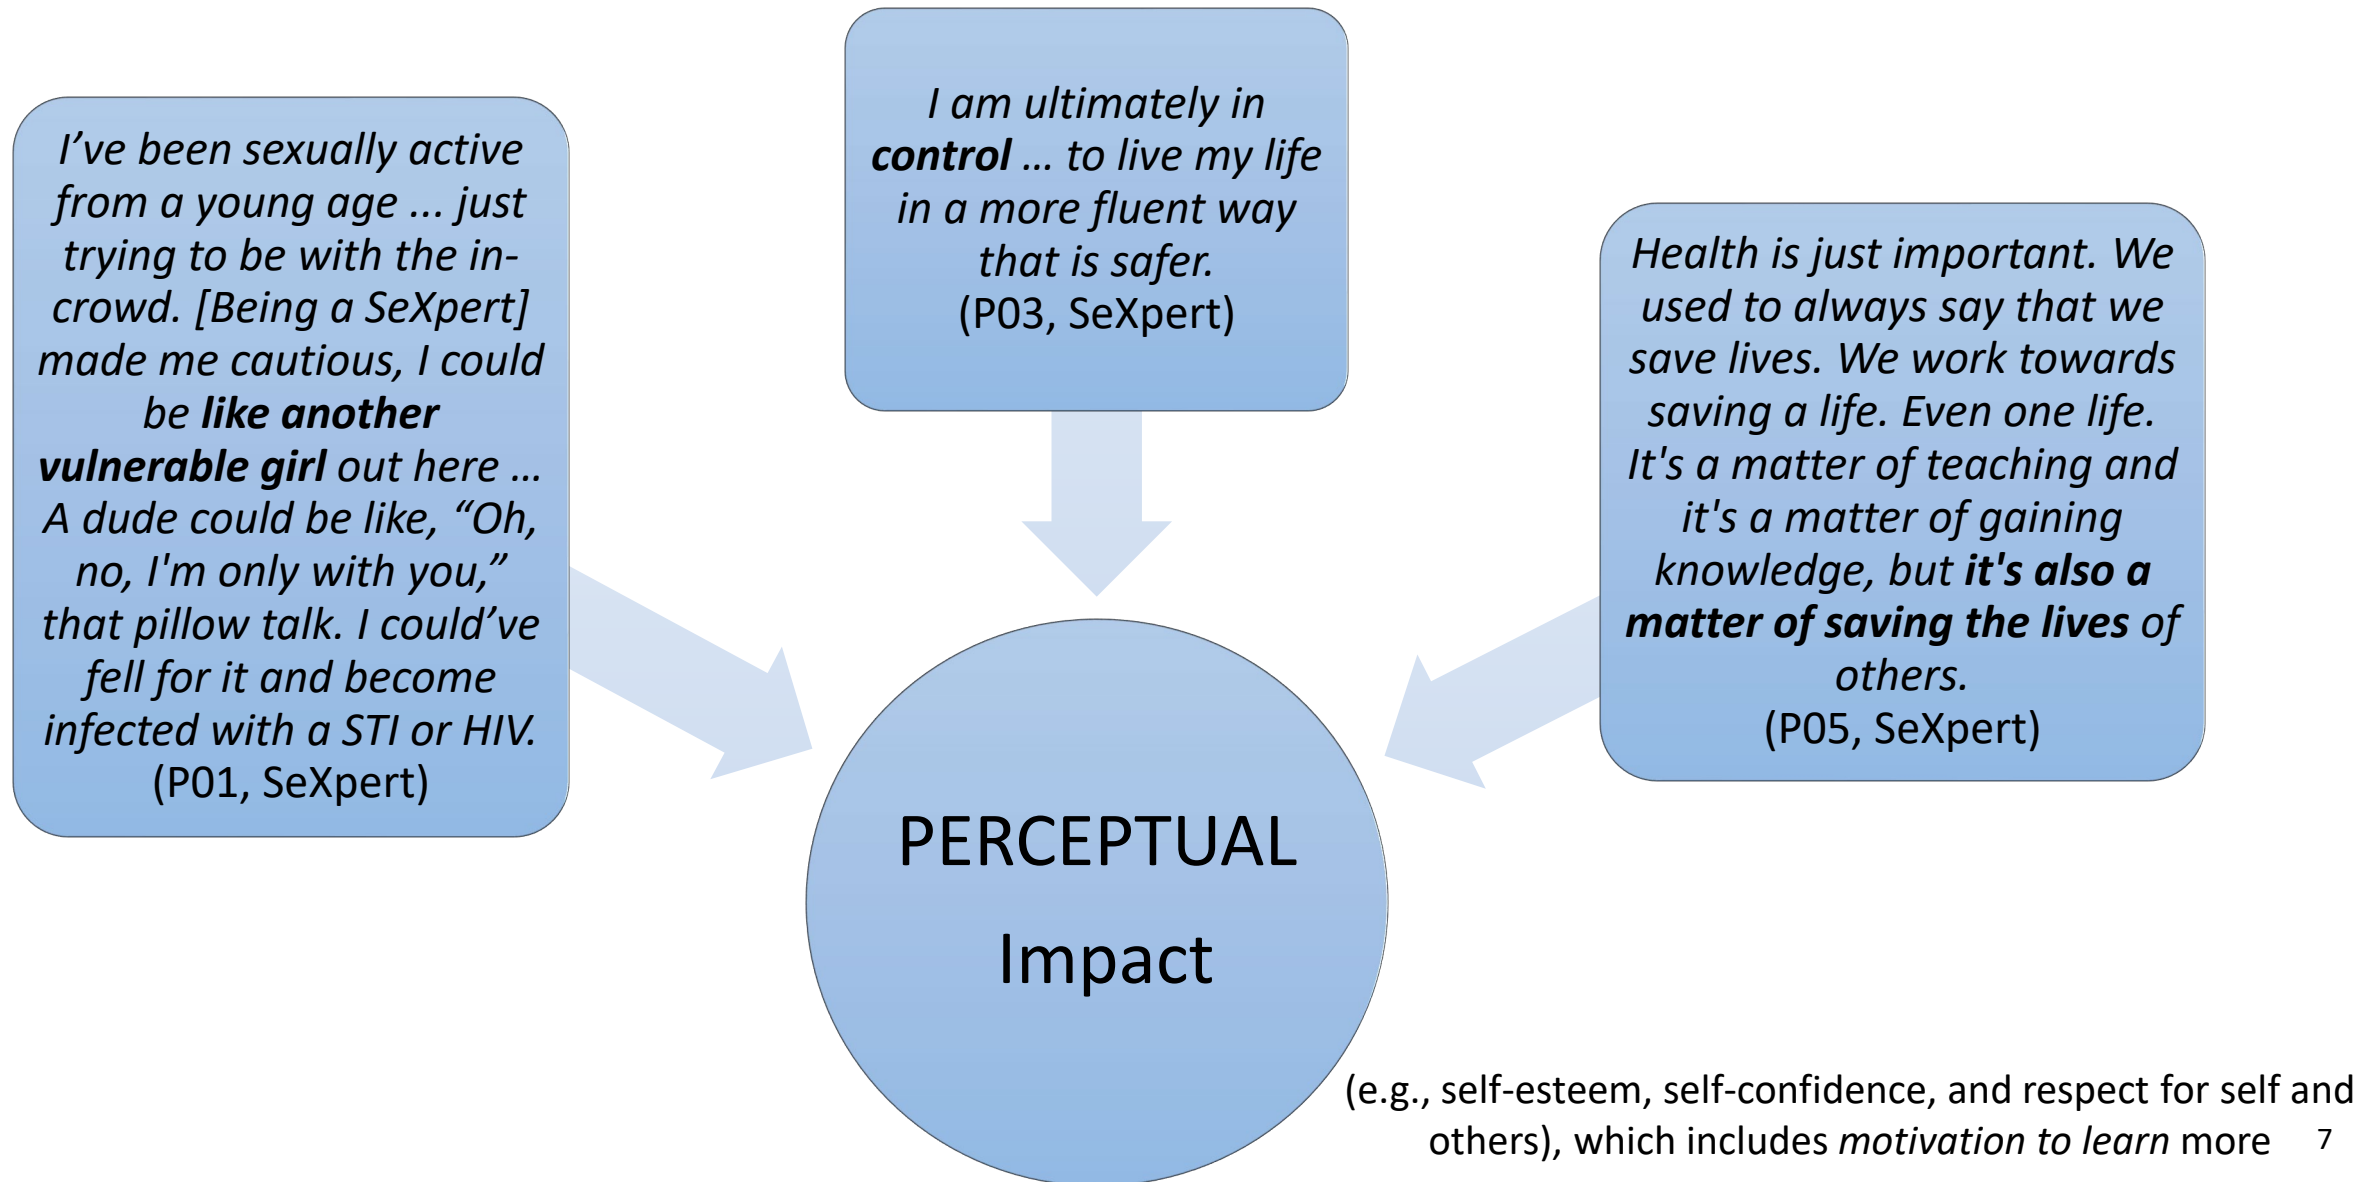 I’ve been sexually active
from a young age ... just
trying to be with the in-
crowd. [Being a SeXpert]
made me cautious, I could
be like another
vulnerable girl out here …
A dude could be like, “Oh,
no, I'm only with you,”
that pillow talk. I could’ve
fell for it and become
infected with a STI or HIV.
(P01, SeXpert)
I am ultimately in
control … to live my life
in a more fluent way
that is safer.
(P03, SeXpert)
Health is just important. We
used to always say that we
save lives. We work towards
saving a life. Even one life.
It's a matter of teaching and
it's a matter of gaining
knowledge, but it's also a
matter of saving the lives of
others.
(P05, SeXpert)
PERCEPTUAL
Impact
(e.g., self-esteem, self-confidence, and respect for self and
others), which includes motivation to learn more
7